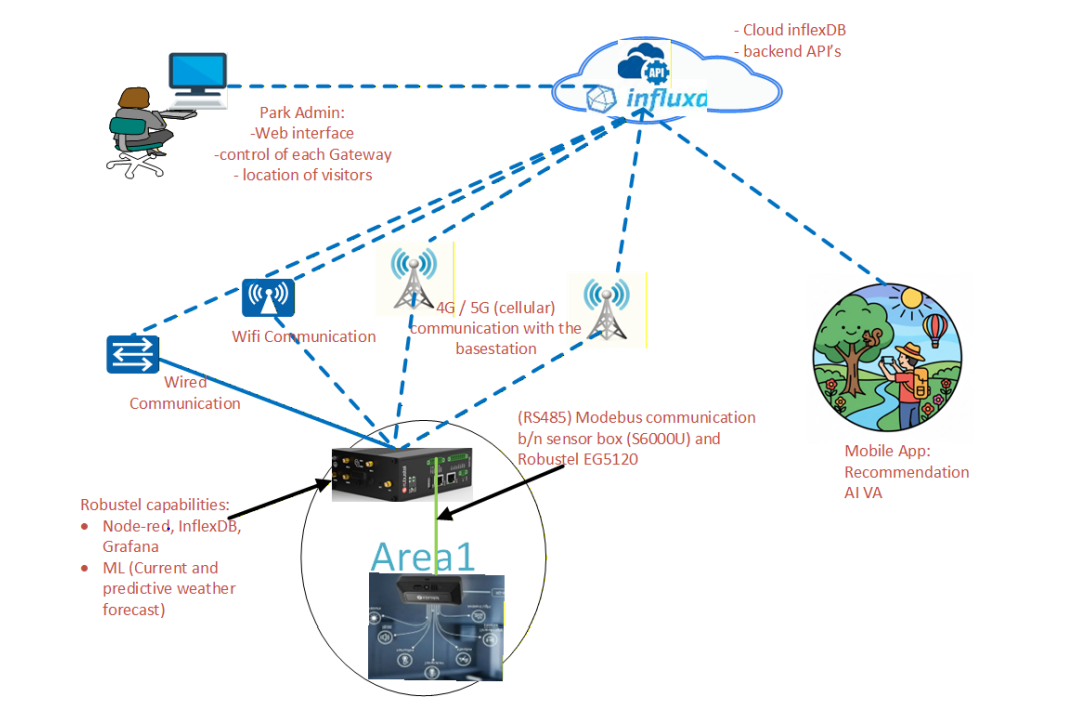 - Cloud inflexDB
- backend API's
API
influxd
Park Admin:
-Web interface
-control of each Gateway
- location of visitors
4G / 5G (cellular)
communication with the
basestation
Wifi Communication
Wired
Communication
(RS485) Modebus communication
b/n sensor box (S6000U) and
Robustel EG5120
Mobile App:
Recommendation
AI VA
Robustel capabilities:
• Node-red, InflexDB,
Grafana
• ML (Current and
predictive weather
forecast)
Area1